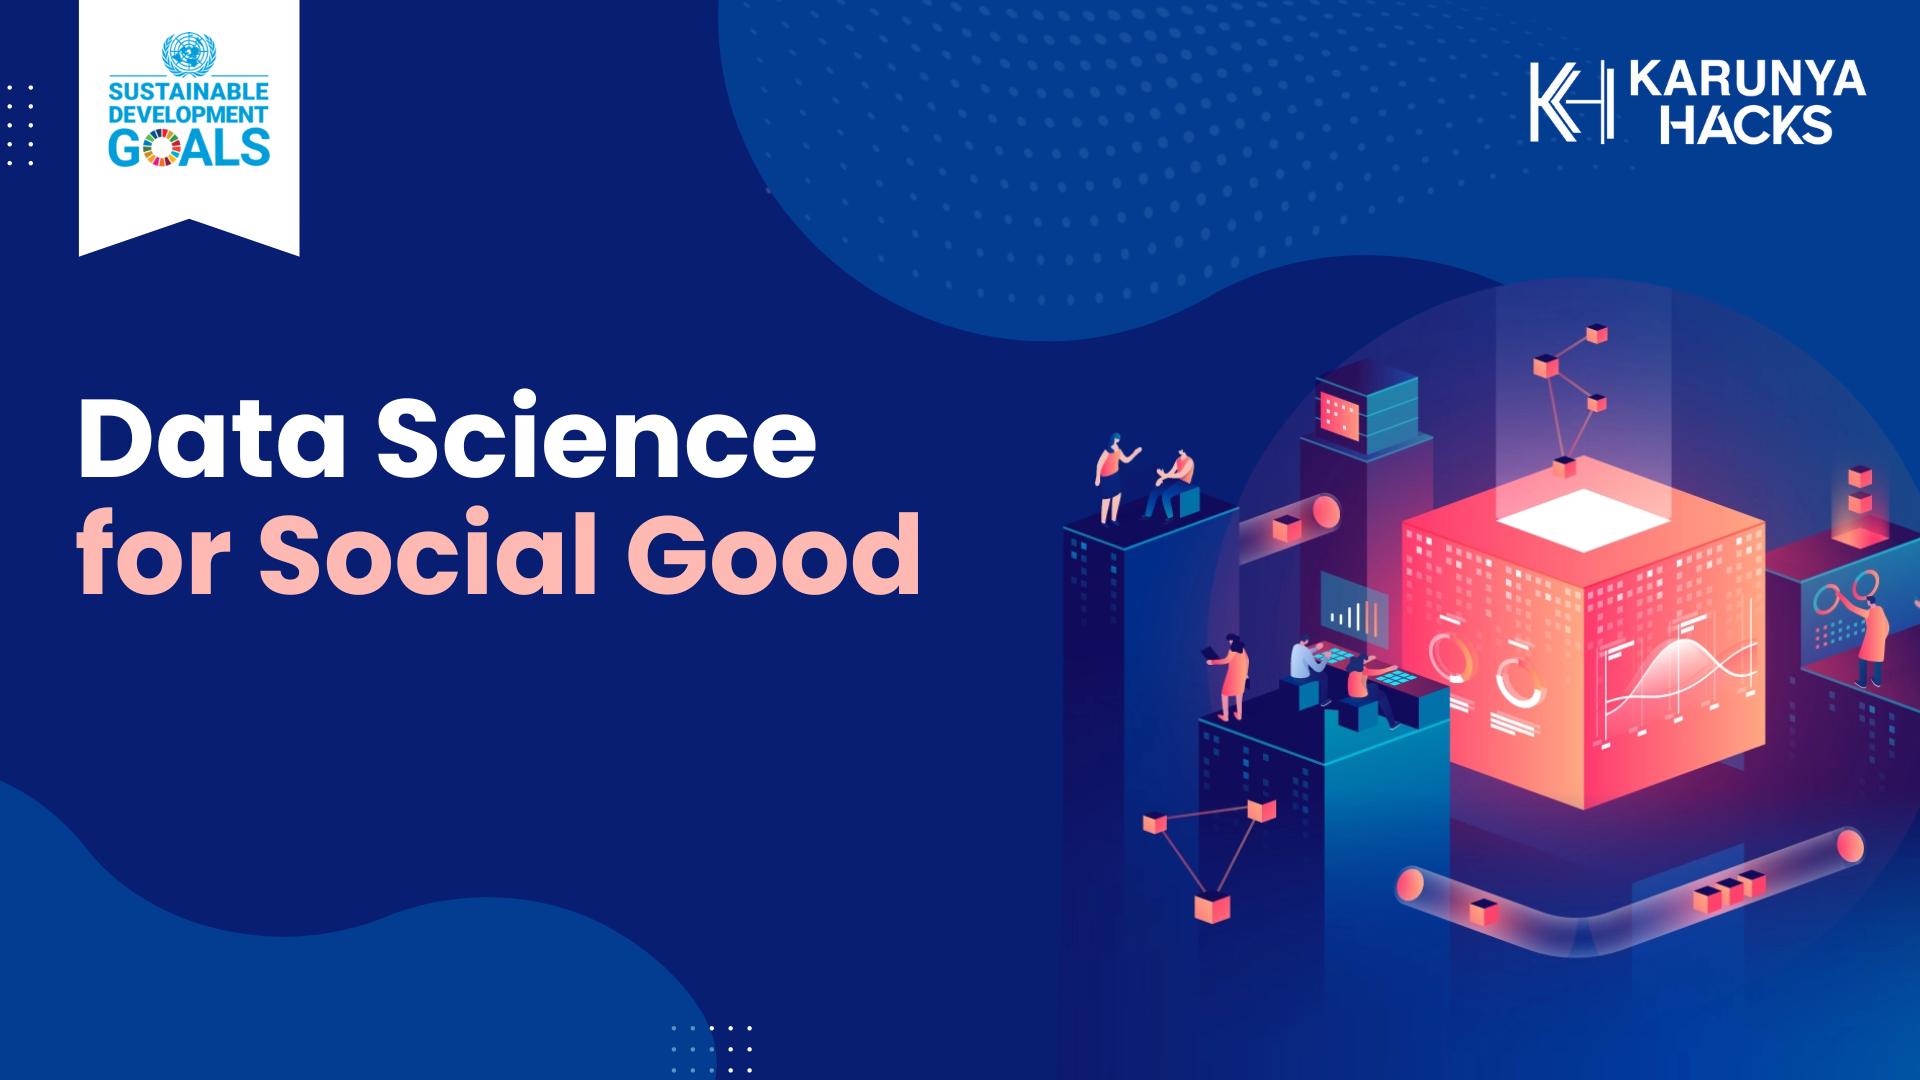 SUSTAINABLE
DEVELOPMENT
GOALS
KARUNYA
HACKS
Data Science
for Social Good